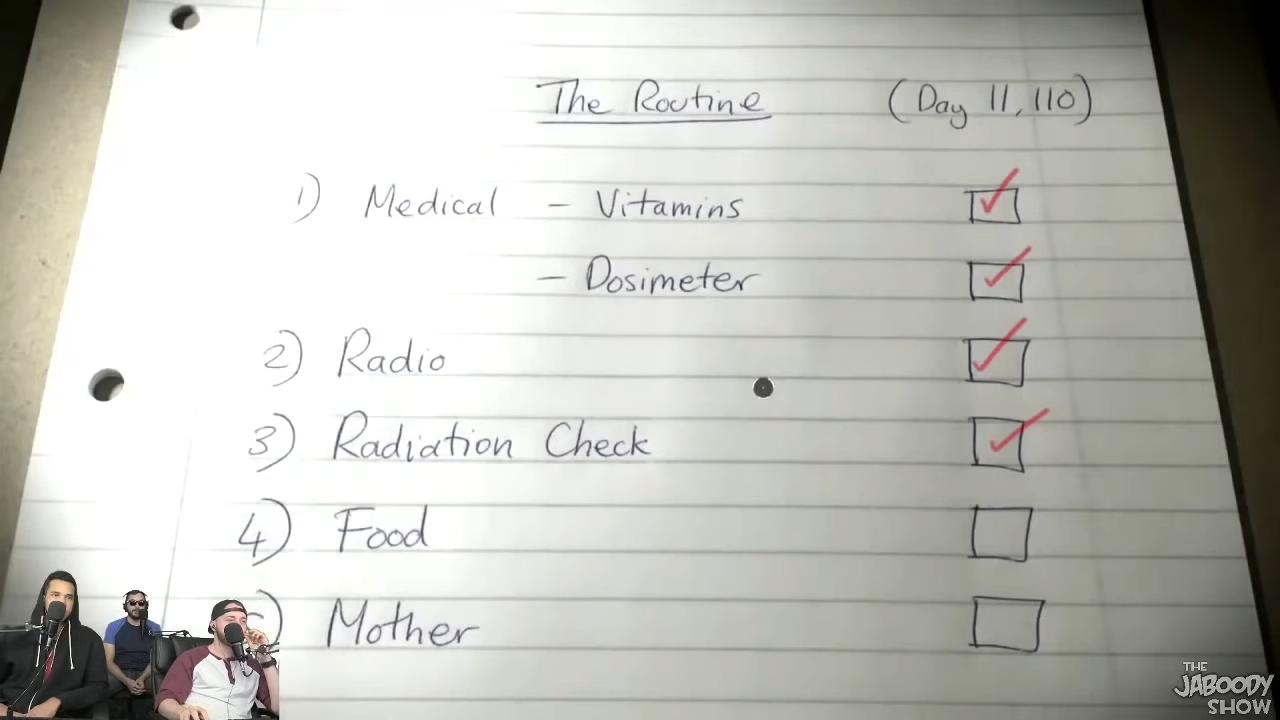 The Routine (Day 11,110)
1) Medical - Vitamins
- Dosimeter
2) Radio
3) Radiation Check
4) Food
) Mother
THE
JABOODY
SHOW